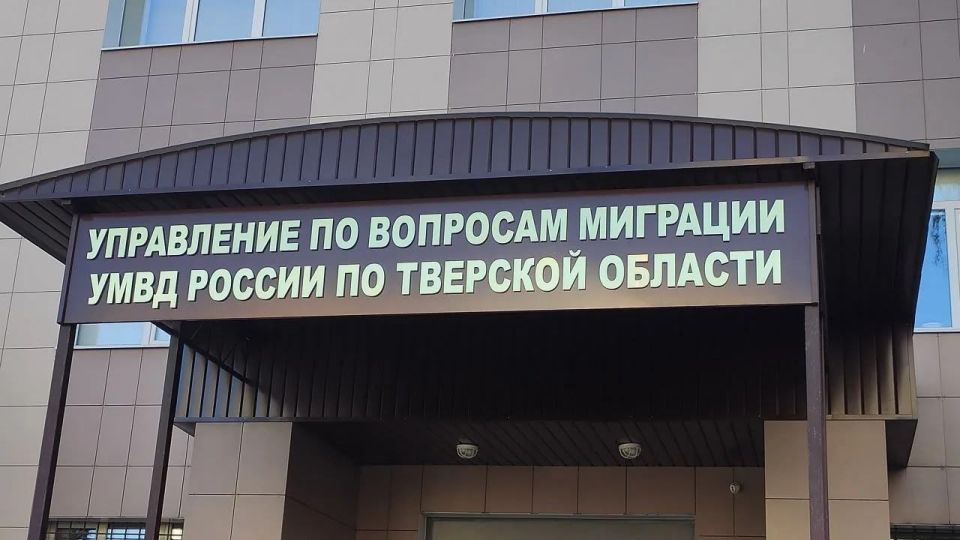 УПРАВЛЕНИЕ ПО ВОПРОСАМ МИГРАЦИИ
УМВД РОССИИ ПО ТВЕРСКОЙ ОБЛАСТИ